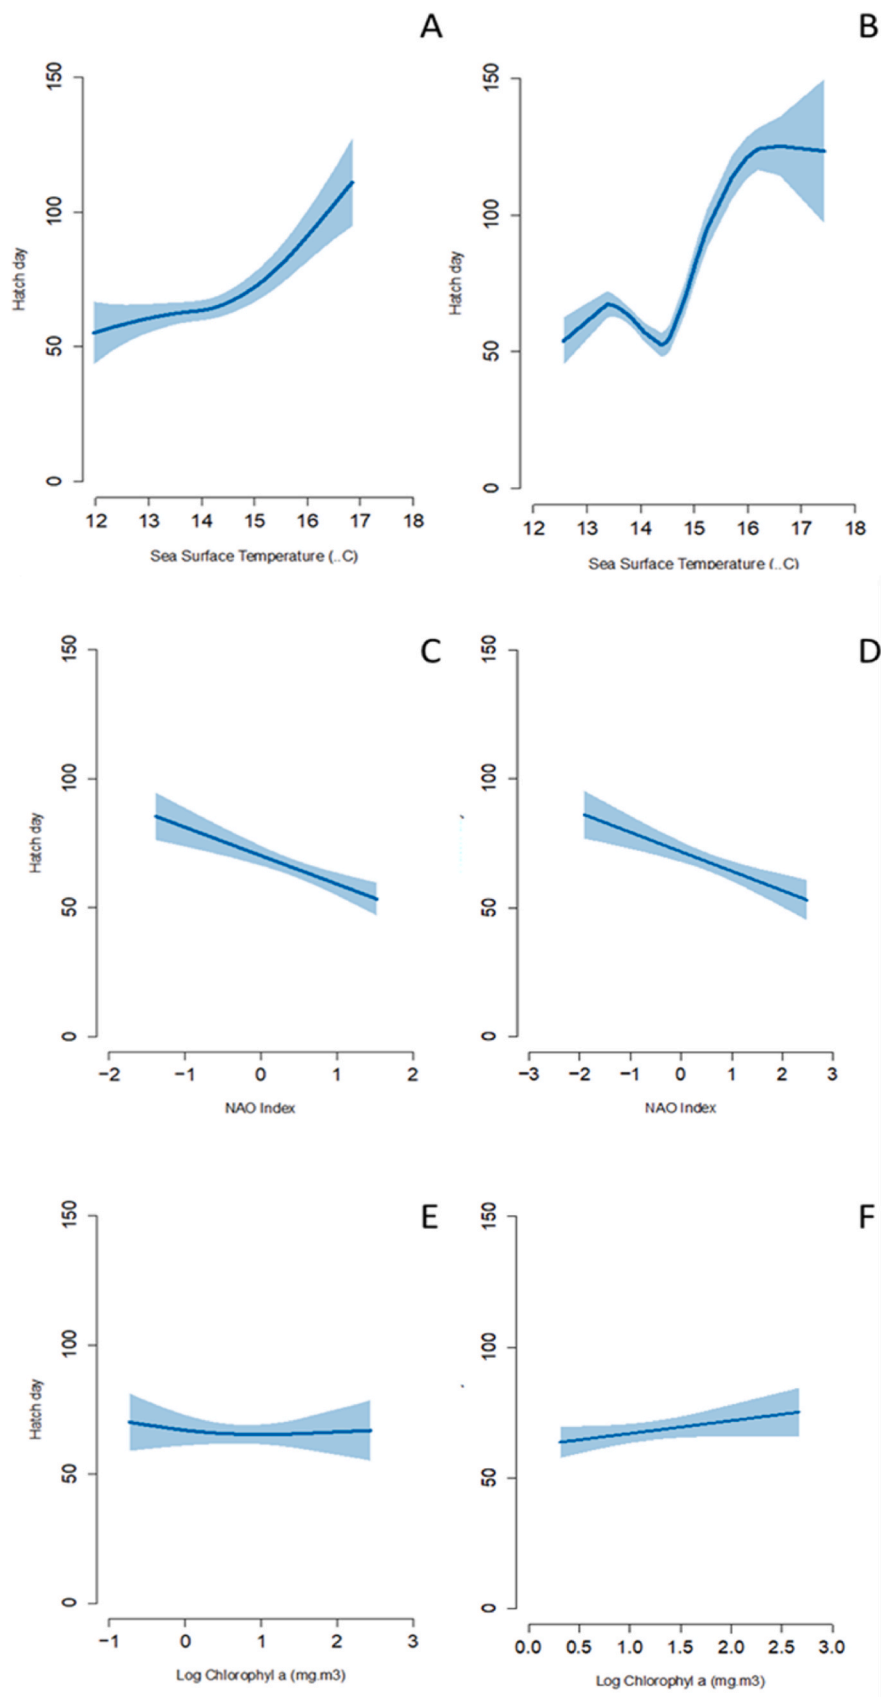 A
150
100
50
0
Hatch day
12 13 14 15 16 17 18
Sea Surface Temperature (..C)
B
150
100
50
0
Hatch day
12 13 14 15 16 17 18
Sea Surface Temperature (..C)
C
150
100
50
0
Hatch day
−2 −1 0 1 2
NAO Index
D
150
100
50
0
−3 −2 −1 0 1 2 3
NAO Index
E
150
100
50
0
Hatch day
−1 0 1 2 3
Log Chlorophyl a (mg.m3)
F
150
100
50
0
0.0 0.5 1.0 1.5 2.0 2.5 3.0
Log Chlorophyl a (mg.m3)